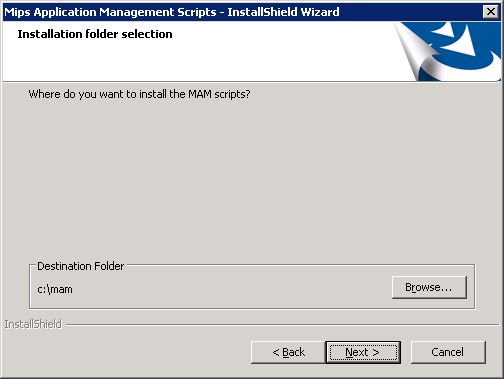 Mips Application Management Scripts - InstallShield Wizard
Installation folder selection
Where do you want to install the MAM scripts?
Destination Folder
c:\mam
Browse...
InstallShield
< Back
Next >
Cancel